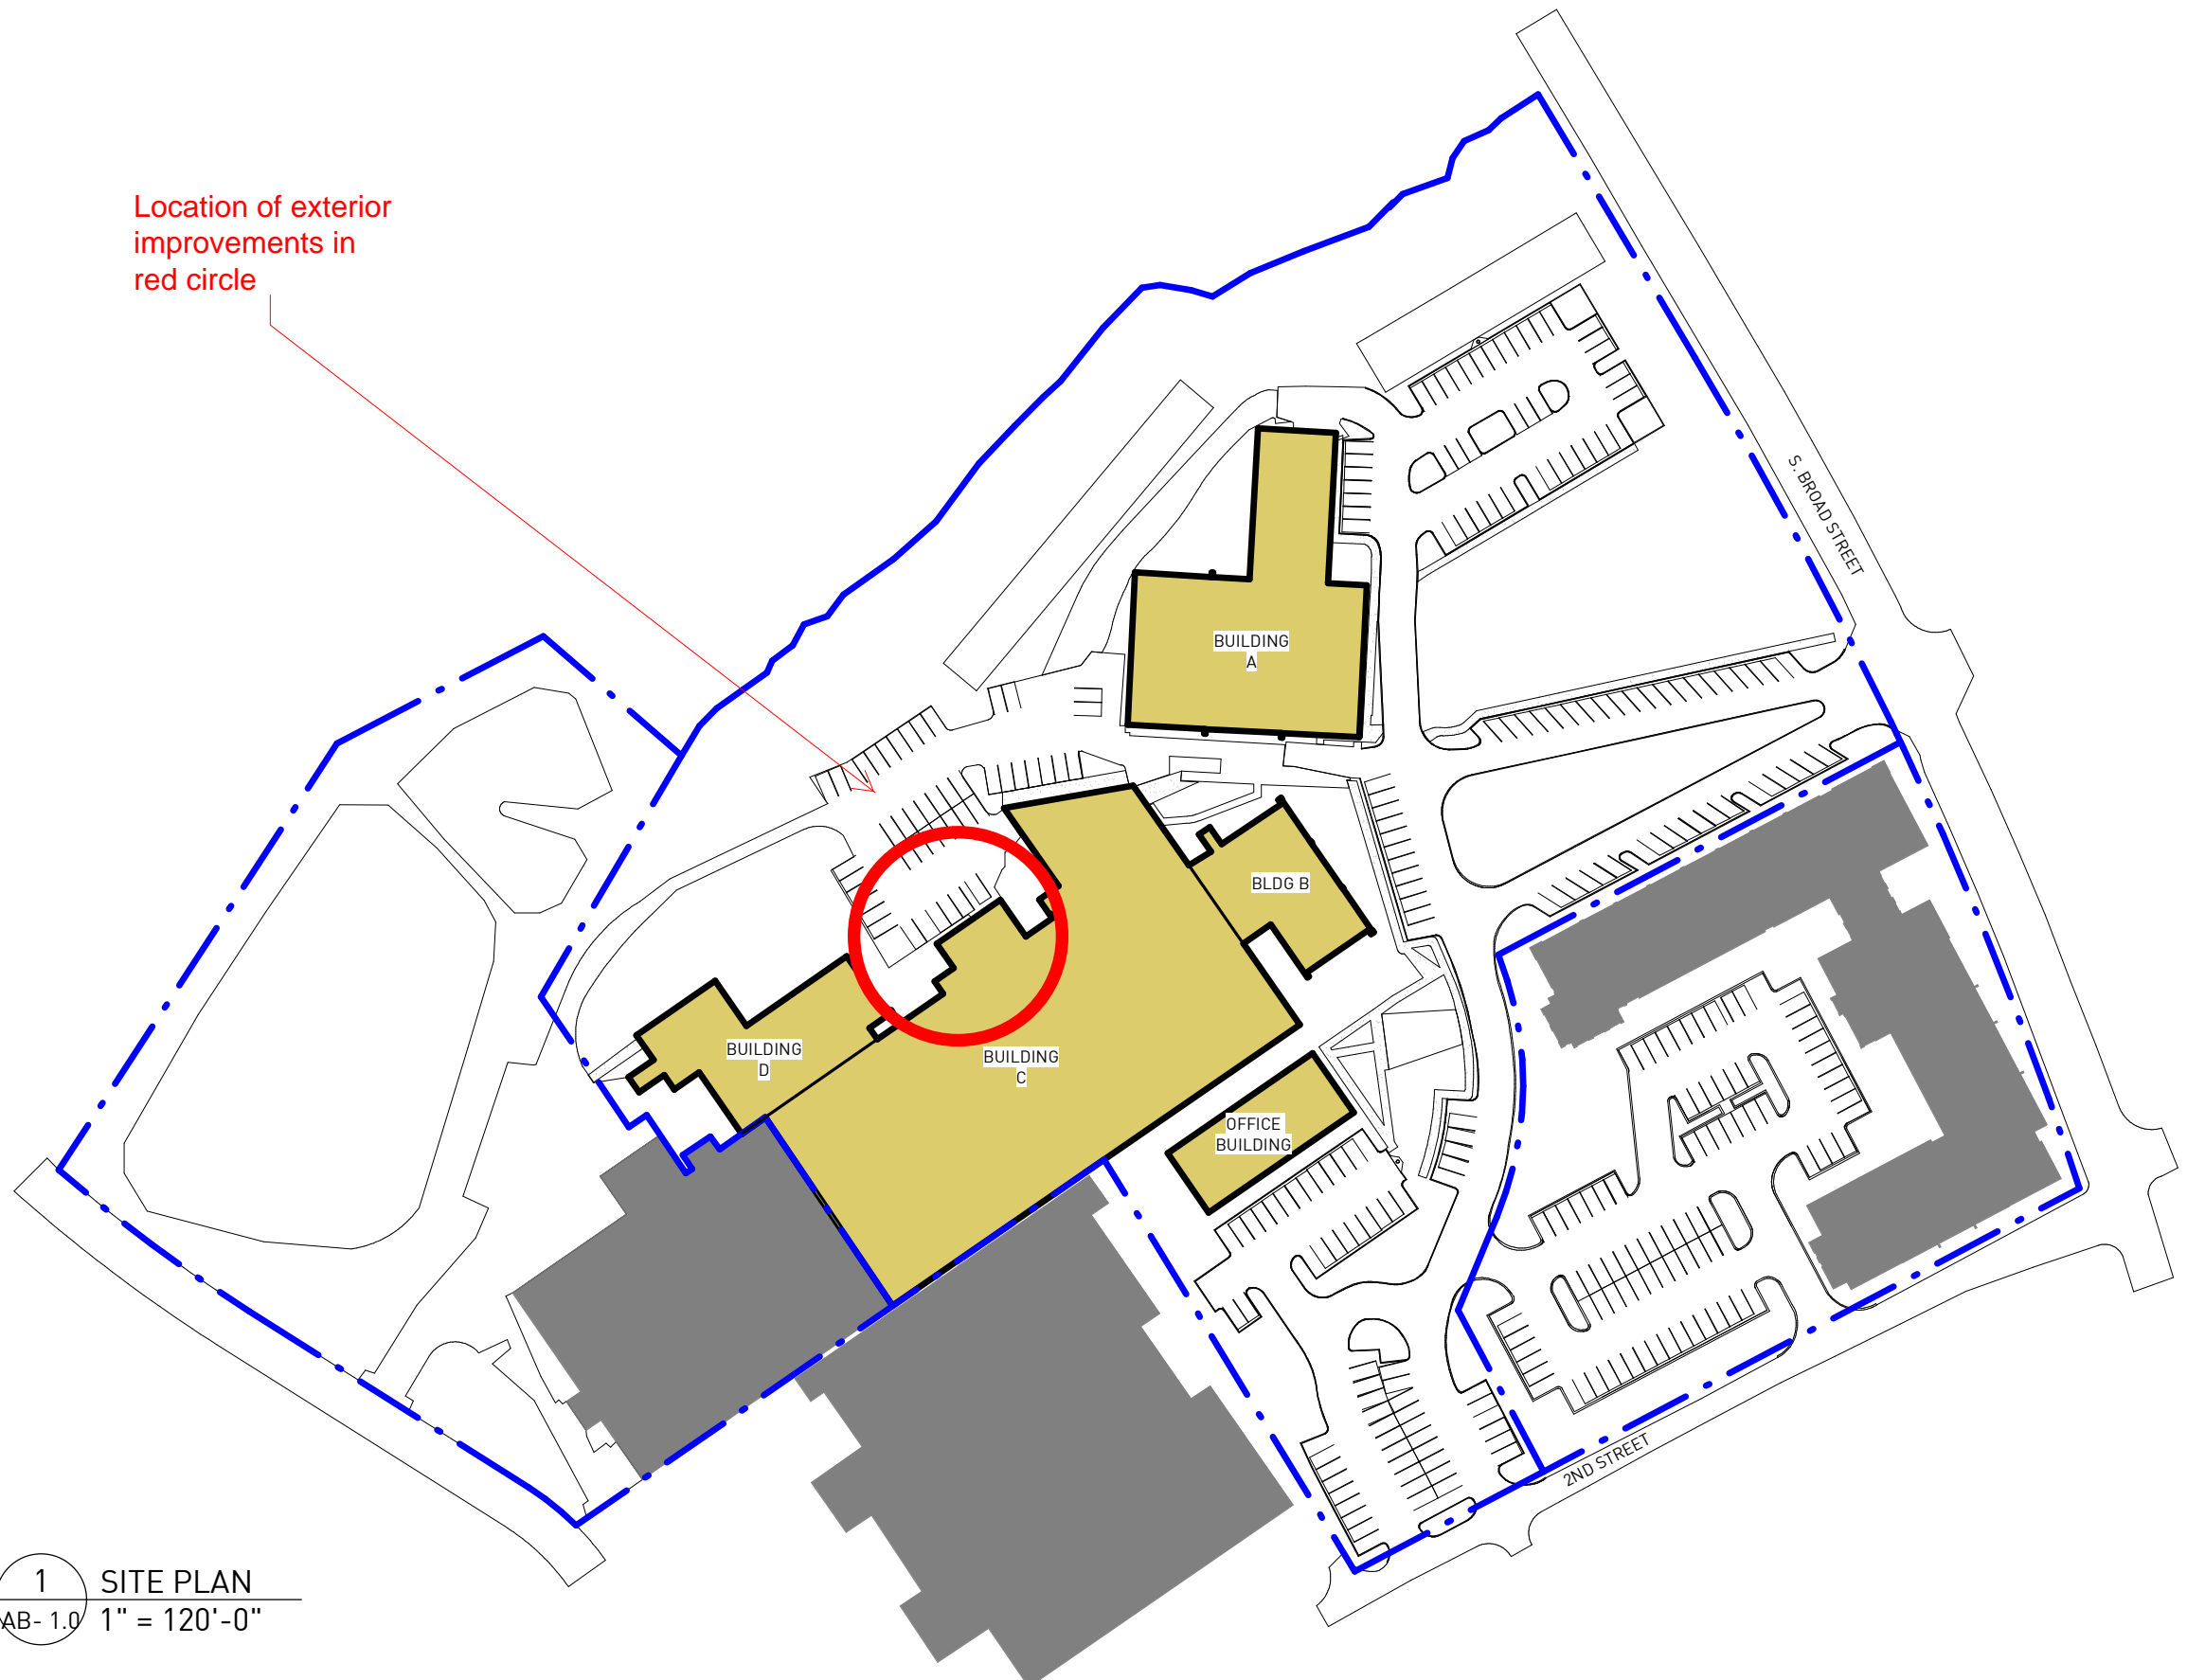 Location of exterior
improvements in
red circle
S. BROAD STREET
BUILDING
A
BLDG B
BUILDING
D
BUILDING
C
OFFICE
BUILDING
2ND STREET
1
AB- 1.0
SITE PLAN
1" = 120'-0"